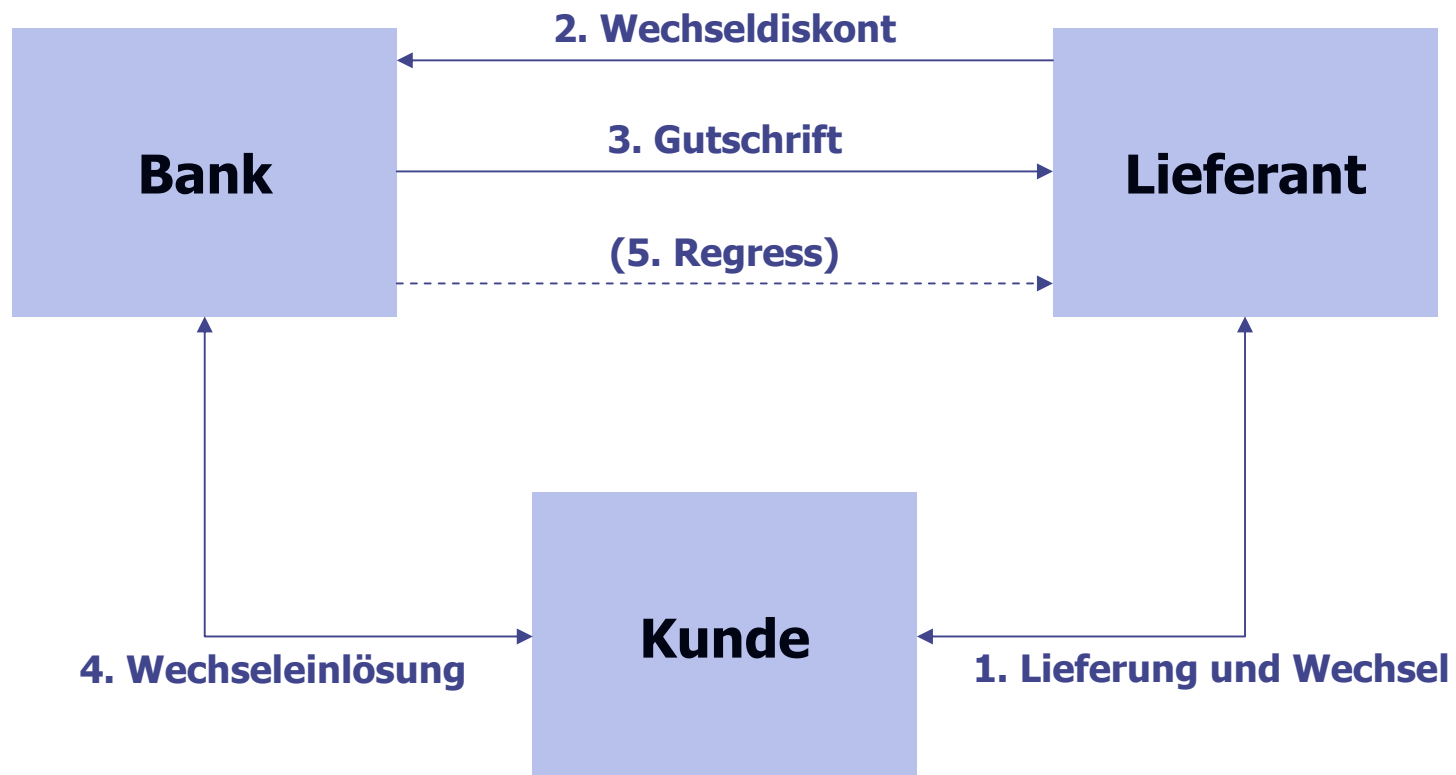 2. Wechseldiskont
3. Gutschrift
Bank
Lieferant
(5. Regress)
Kunde
4. Wechseleinlösung
1. Lieferung und Wechsel